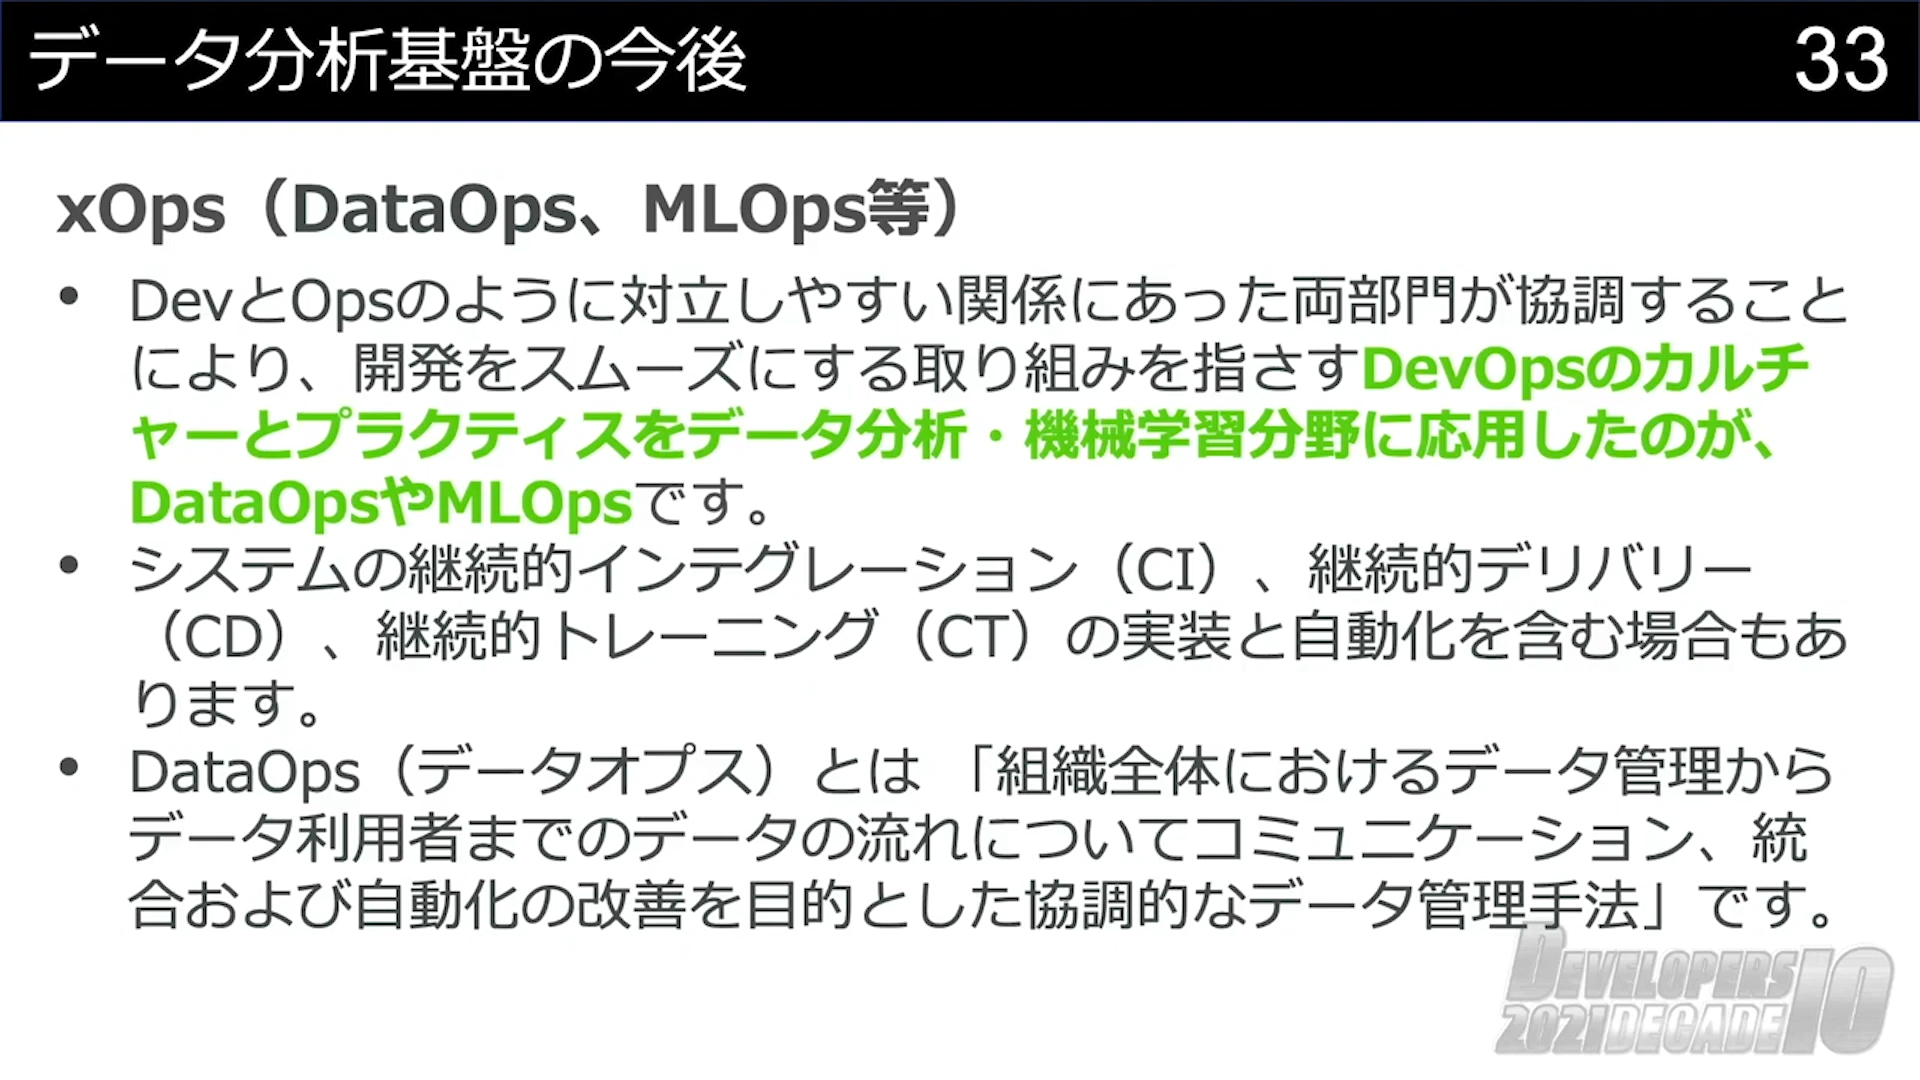 データ分析基盤の今後
33
xOps（DataOps、MLOps等）
• DevとOpsのように対立しやすい関係にあった両部門が協調すること
により、開発をスムーズにする取り組みを指さすDevOpsのカルチ
ャーとプラクティスをデータ分析・機械学習分野に応用したのが、
DataOpsやMLOpsです。
• システムの継続的インテグレーション（CI）、継続的デリバリー
（CD）、継続的トレーニング（CT）の実装と自動化を含む場合もあ
ります。
• DataOps（データオプス）とは 「組織全体におけるデータ管理から
データ利用者までのデータの流れについてコミュニケーション、統
合および自動化の改善を目的とした協調的なデータ管理手法」です。
DEVELOPERS
2021 DECADE 10